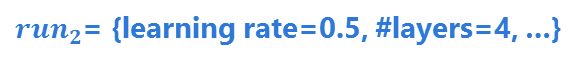 run₂= {learning rate=0.5, #layers=4, ...}